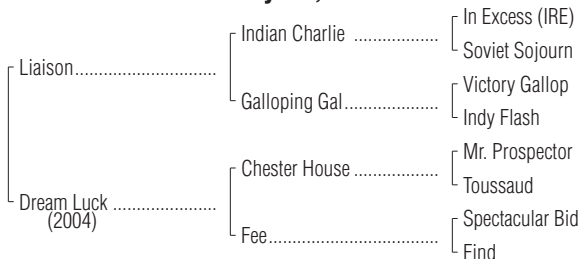 In Excess (IRE)
Indian Charlie ..................
Soviet Sojourn
Liaison..............................
Victory Gallop
Galloping Gal....................
Indy Flash
Mr. Prospector
Chester House ..................
Toussaud
Dream Luck ......................
(2004)
Spectacular Bid
Fee....................................
Find